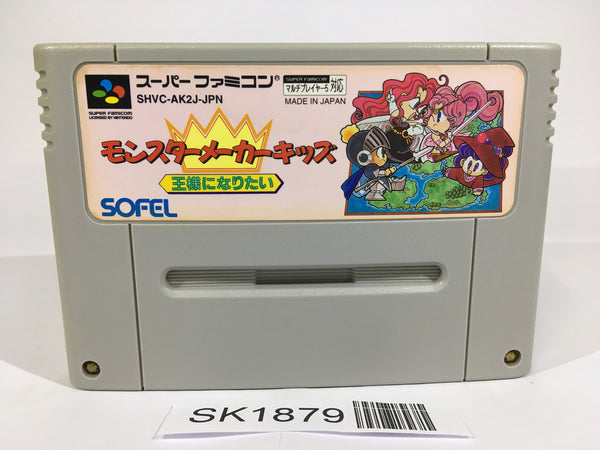 スーパーファミコン®
SHVC-AK2J-JPN
SUPER FAMICOM
LICENSED BY NINTENDO
SUPER FAMICOM
マルチプレイヤー5 対応
MADE IN JAPAN
モンスターメーカーキッズ
王様になりたい
SOFEL
SK1879